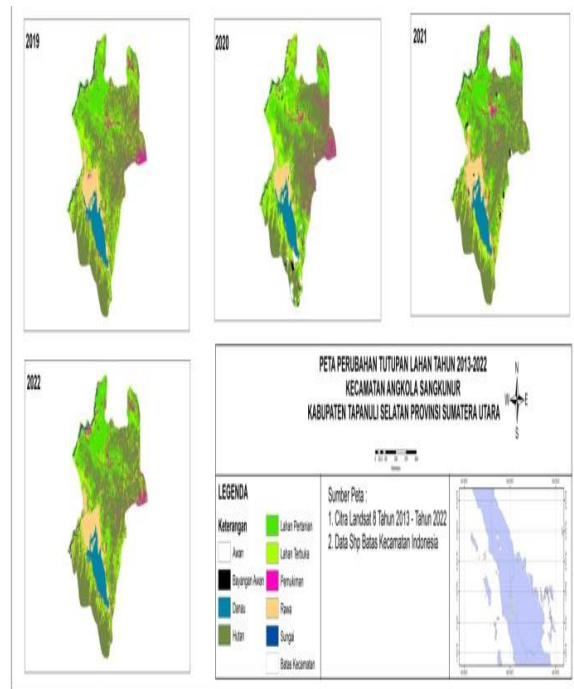 2019
2020
2021
2022
PETA PERUBAHAN TUTUPAN LAHAN TAHUN 2013-2022
KECAMATAN ANGKOLA SANGKUNUR
KABUPATEN TAPANULI SELATAN PROVINSI SUMATERA UTARA
N
W E
S
LEGENDA
Keterangan
Awan
Bayangan Awan
Danau
Hutan
Lahan Pertanian
Lahan Terbuka
Pemukiman
Rawa
Sungai
Batas Kecamatan
Sumber Peta :
1. Citra Landsat 8 Tahun 2013 - Tahun 2022
2. Data Shp Batas Kecamatan Indonesia